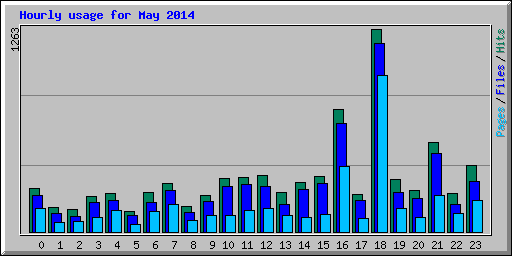 Hourly usage for May 2014
1263
Pages/Files/Hits
0 1 2 3 4 5 6 7 8 9 10 11 12 13 14 15 16 17 18 19 20 21 22 23